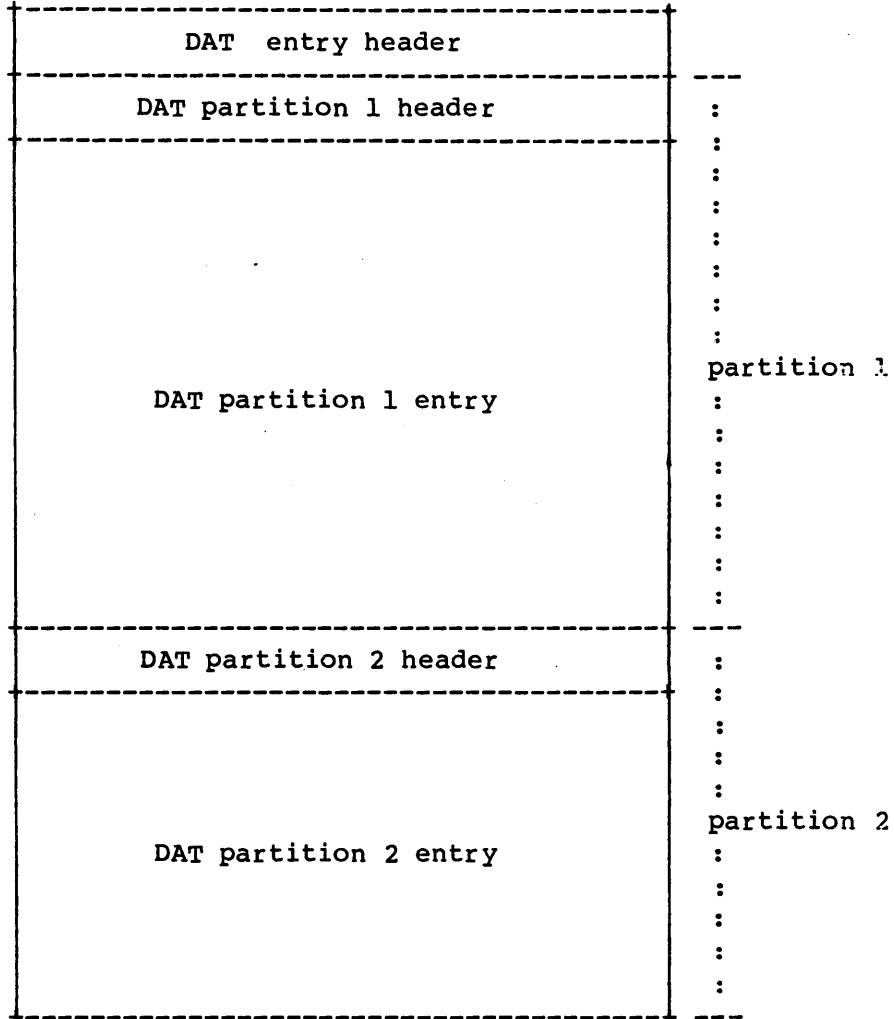 DAT entry header
DAT partition 1 header
partition 1
DAT partition 1 entry
DAT partition 2 header
partition 2
DAT partition 2 entry